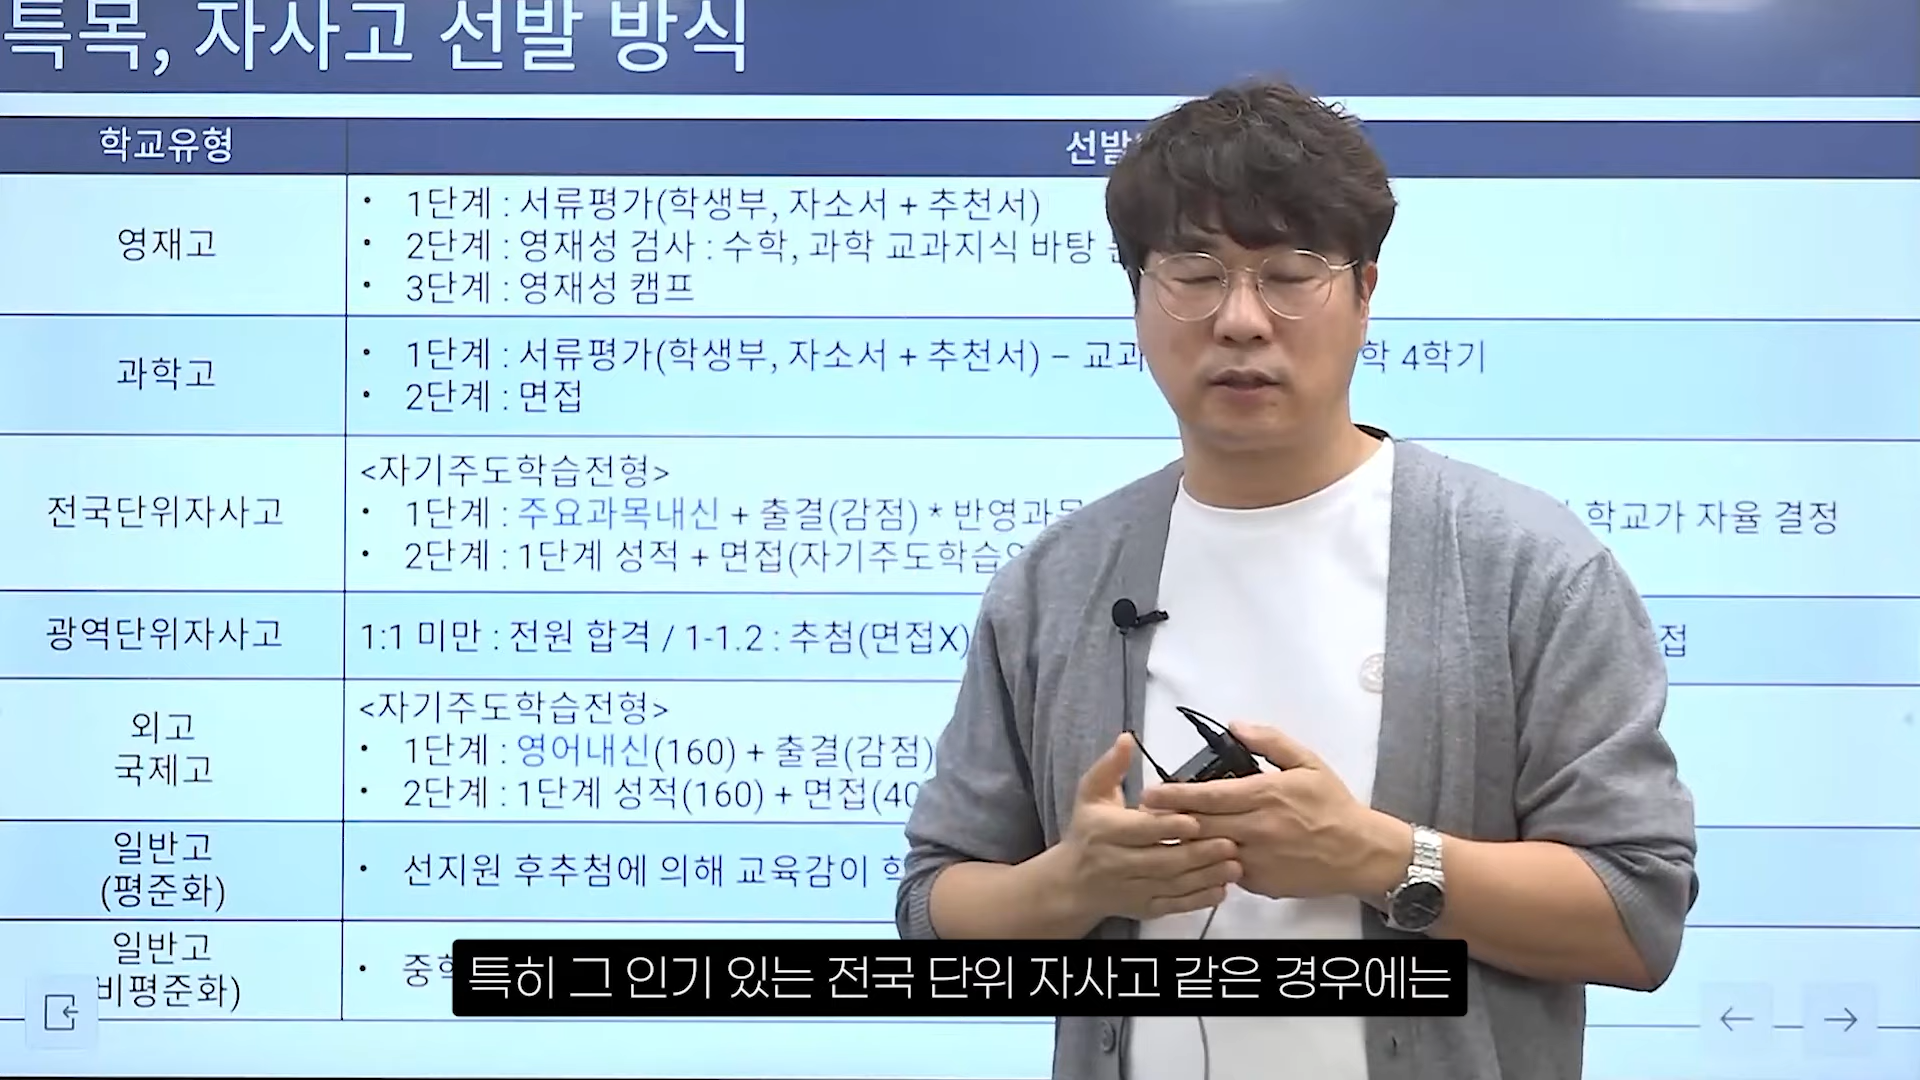 특목, 자사고 선발 방식
학교유형
선발
영재고
• 1단계 : 서류평가(학생부, 자소서 + 추천서)
• 2단계 : 영재성 검사 : 수학, 과학 교과지식 바탕
• 3단계 : 영재성 캠프
과학고
• 1단계 : 서류평가(학생부, 자소서 + 추천서) – 교과 학 4학기
• 2단계 : 면접
전국단위자사고
<자기주도학습전형>
• 1단계 : 주요과목내신 + 출결(감점) * 반영과목 학교가 자율 결정
• 2단계 : 1단계 성적 + 면접(자기주도학습
광역단위자사고
1:1 미만 : 전원 합격 / 1-1.2 : 추첨(면접X) 접
외고
국제고
<자기주도학습전형>
• 1단계 : 영어내신(160) + 출결(감점)
• 2단계 : 1단계 성적(160) + 면접(40
일반고
(평준화)
• 선지원 후추첨에 의해 교육감이
일반고
비평준화)
• 중학
특히 그 인기 있는 전국 단위 자사고 같은 경우에는